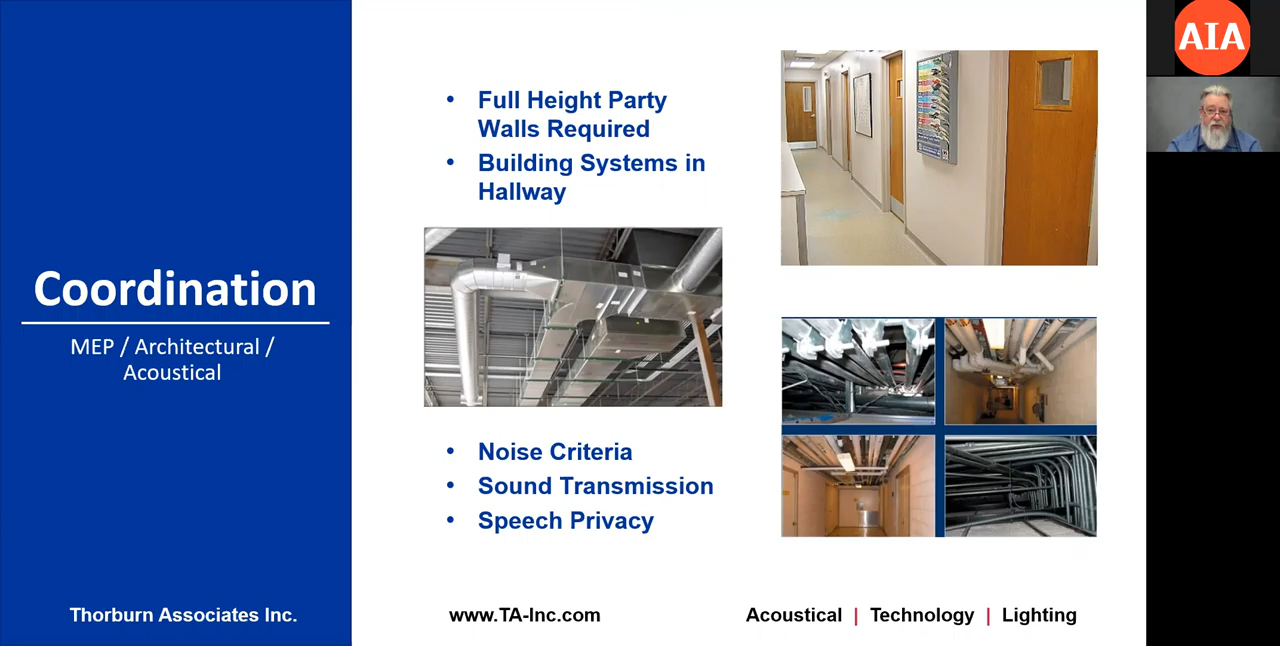 Coordination
MEP / Architectural /
Acoustical
• Full Height Party
Walls Required
• Building Systems in
Hallway
• Noise Criteria
• Sound Transmission
• Speech Privacy
Thorburn Associates Inc.
www.TA-Inc.com
Acoustical | Technology | Lighting
AIA